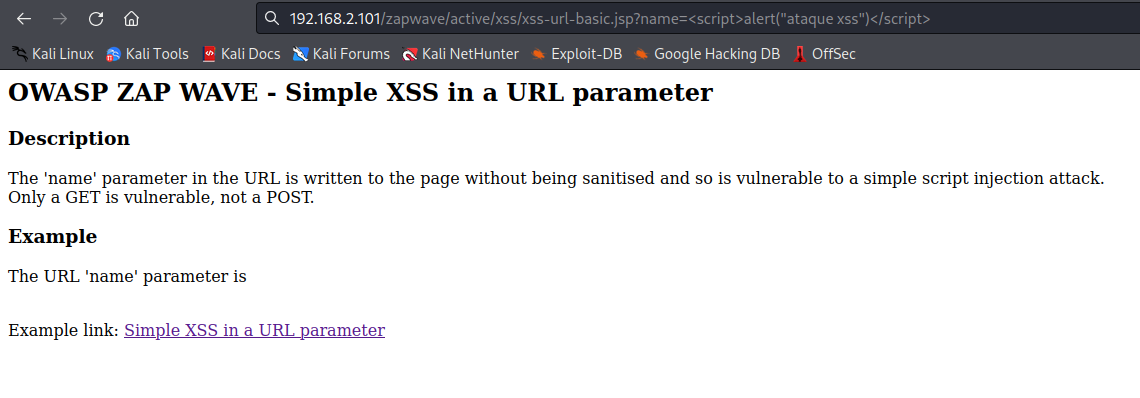 192.168.2.101/zapwave/active/xss/xss-url-basic.jsp?name=<script>alert("ataque xss")</script>
Kali Linux Kali Tools Kali Docs Kali Forums Kali NetHunter Exploit-DB Google Hacking DB OffSec
OWASP ZAP WAVE - Simple XSS in a URL parameter
Description
The 'name' parameter in the URL is written to the page without being sanitised and so is vulnerable to a simple script injection attack.
Only a GET is vulnerable, not a POST.
Example
The URL 'name' parameter is
Example link: Simple XSS in a URL parameter